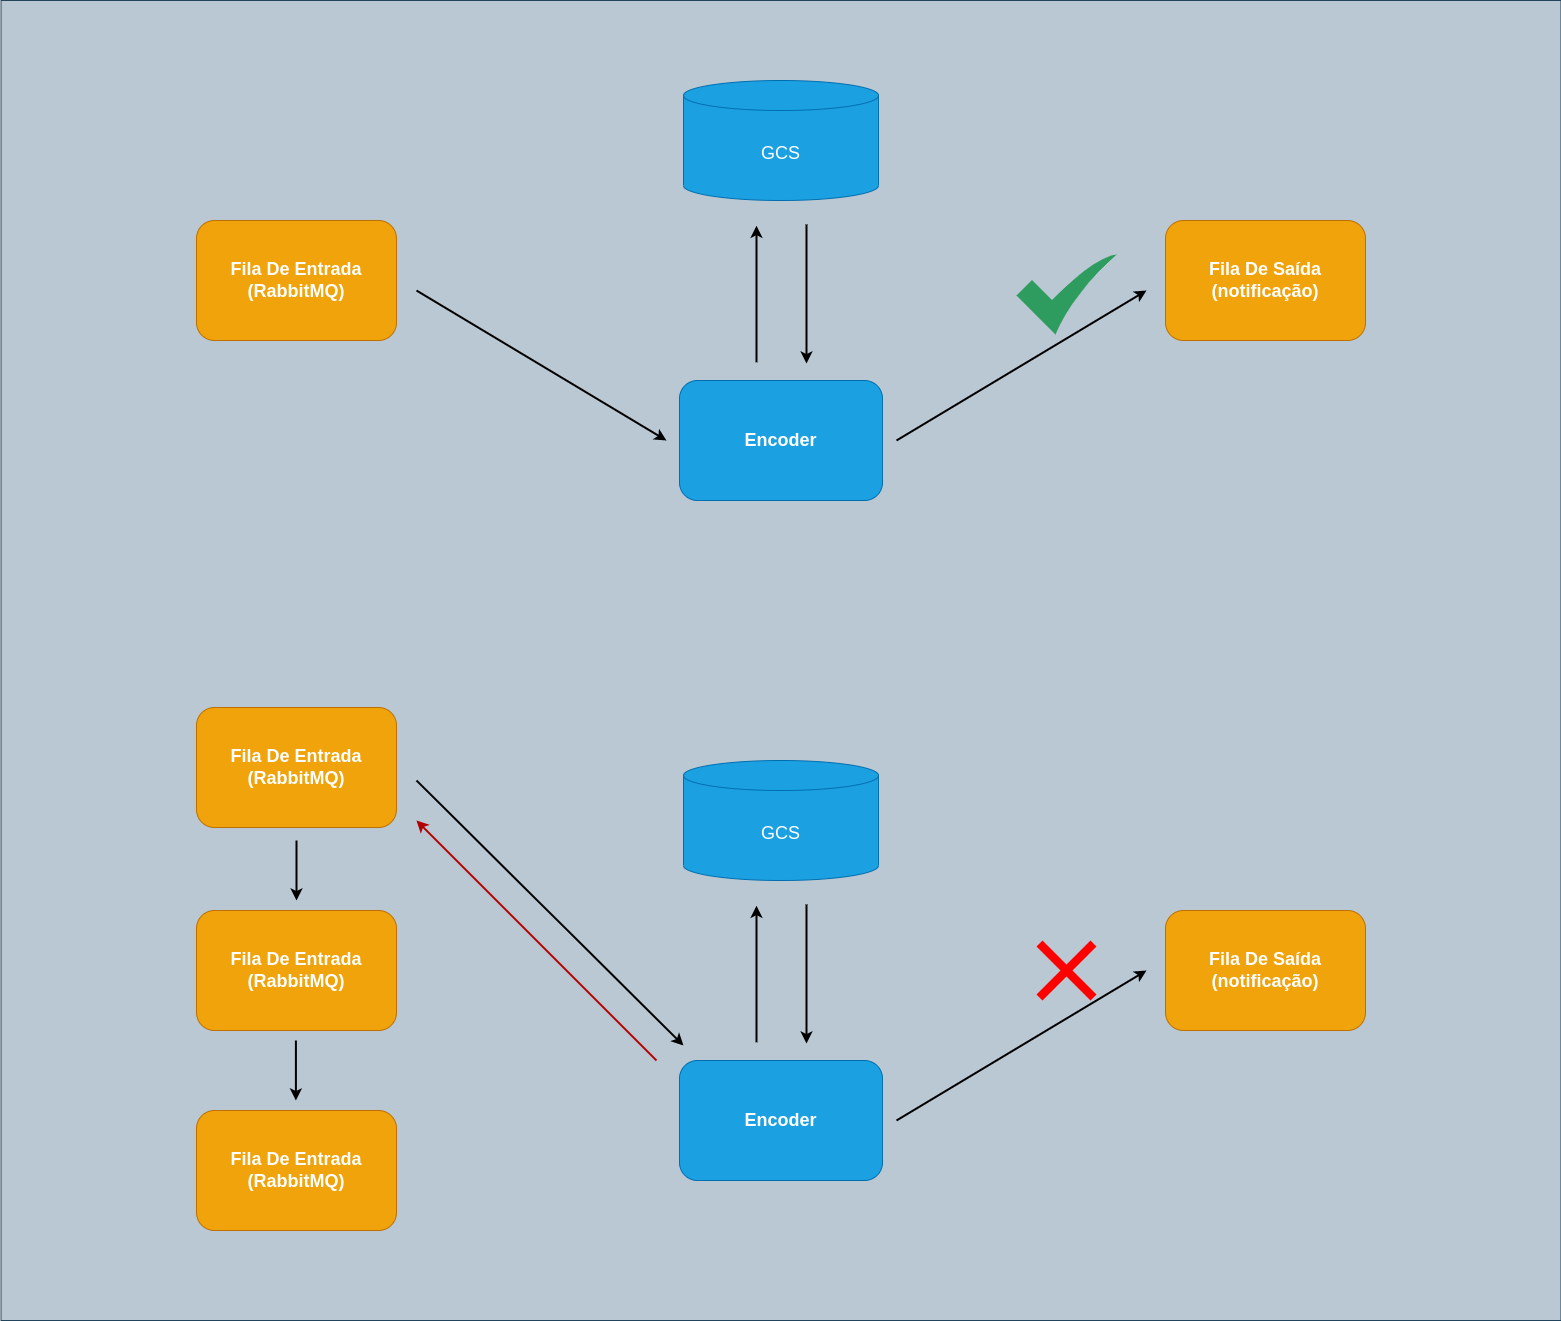 GCS
Fila De Entrada
(RabbitMQ)
Fila De Saída
(notificação)
Encoder
Fila De Entrada
(RabbitMQ)
GCS
Fila De Entrada
(RabbitMQ)
Fila De Saída
(notificação)
Encoder
Fila De Entrada
(RabbitMQ)